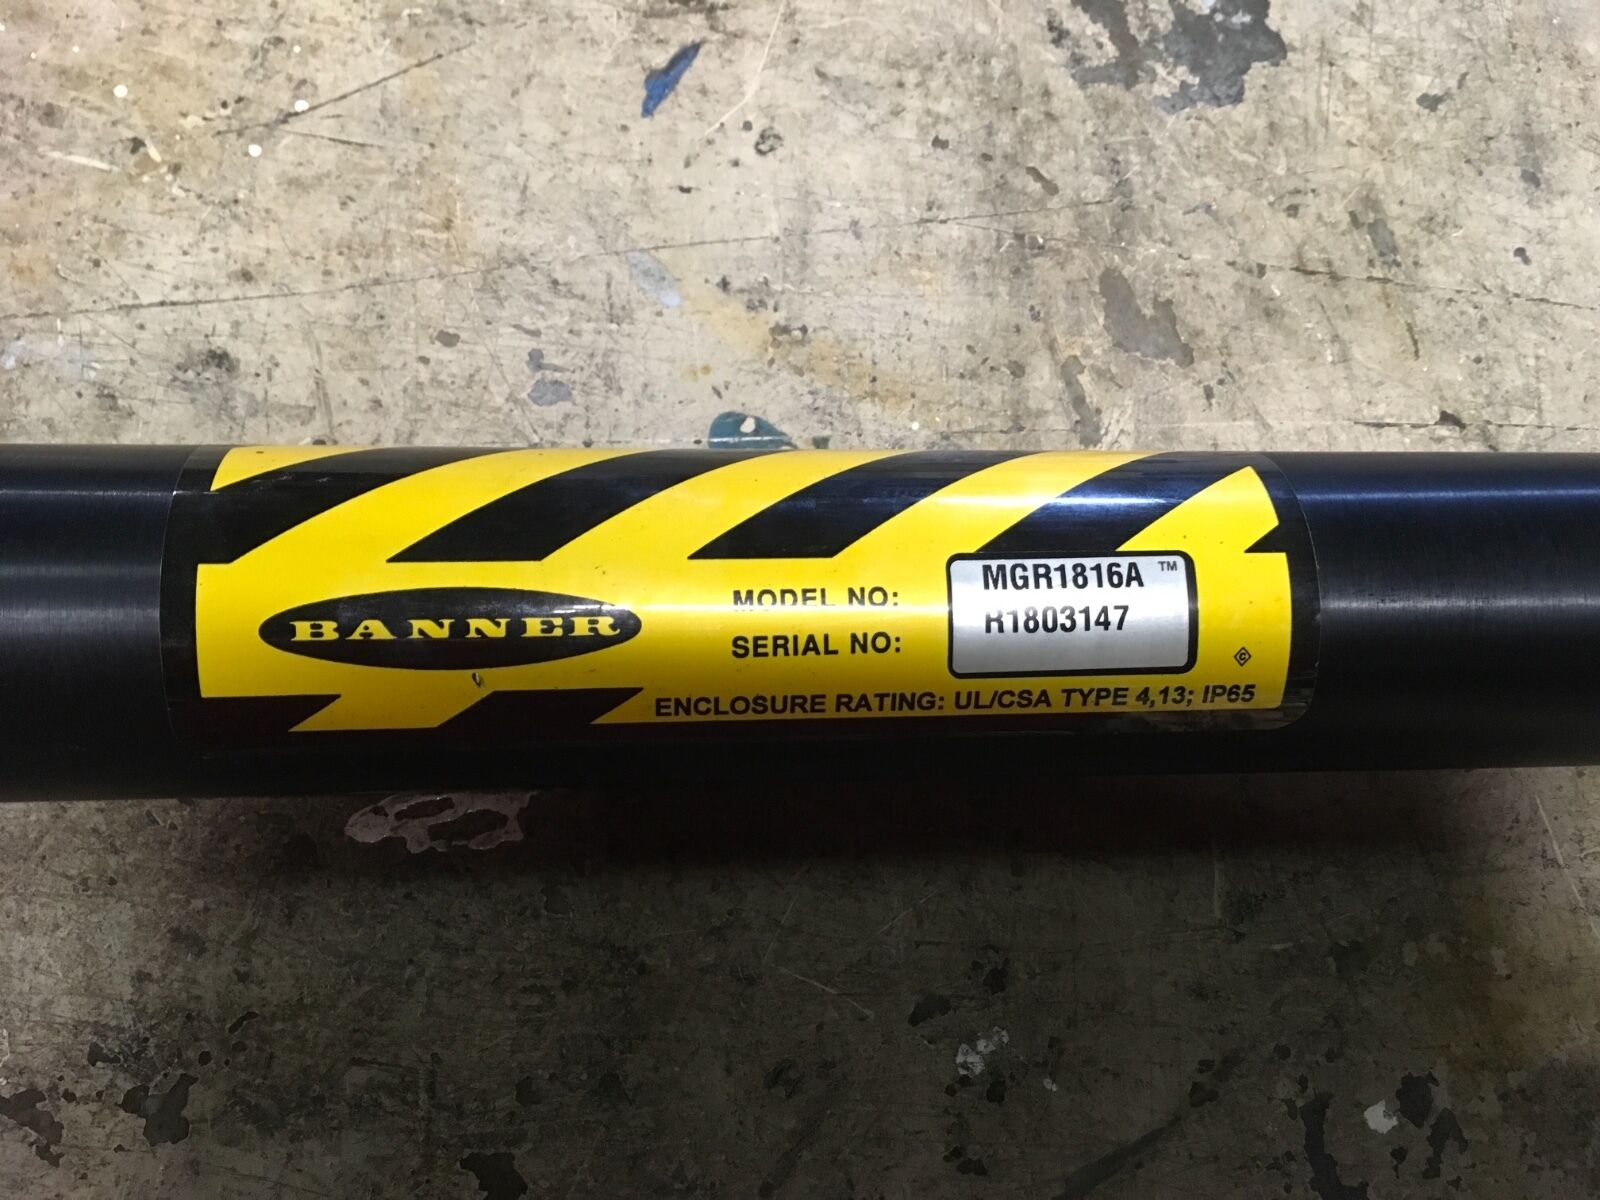 BANNER
MODEL NO: MGR1816A ™
SERIAL NO: R1803147
ENCLOSURE RATING: UL/CSA TYPE 4,13; IP65
C